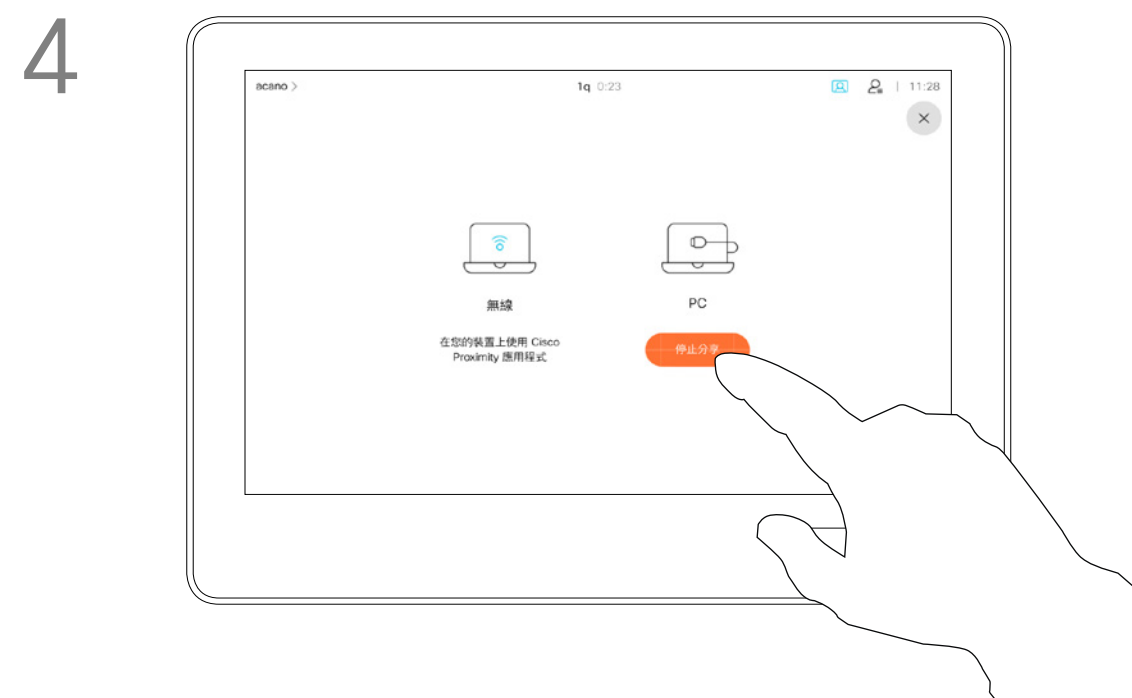 4
acano >
1q 0:23
| 11:28
無線
PC
在您的裝置上使用 Cisco
Proximity 應用程式
停止分享